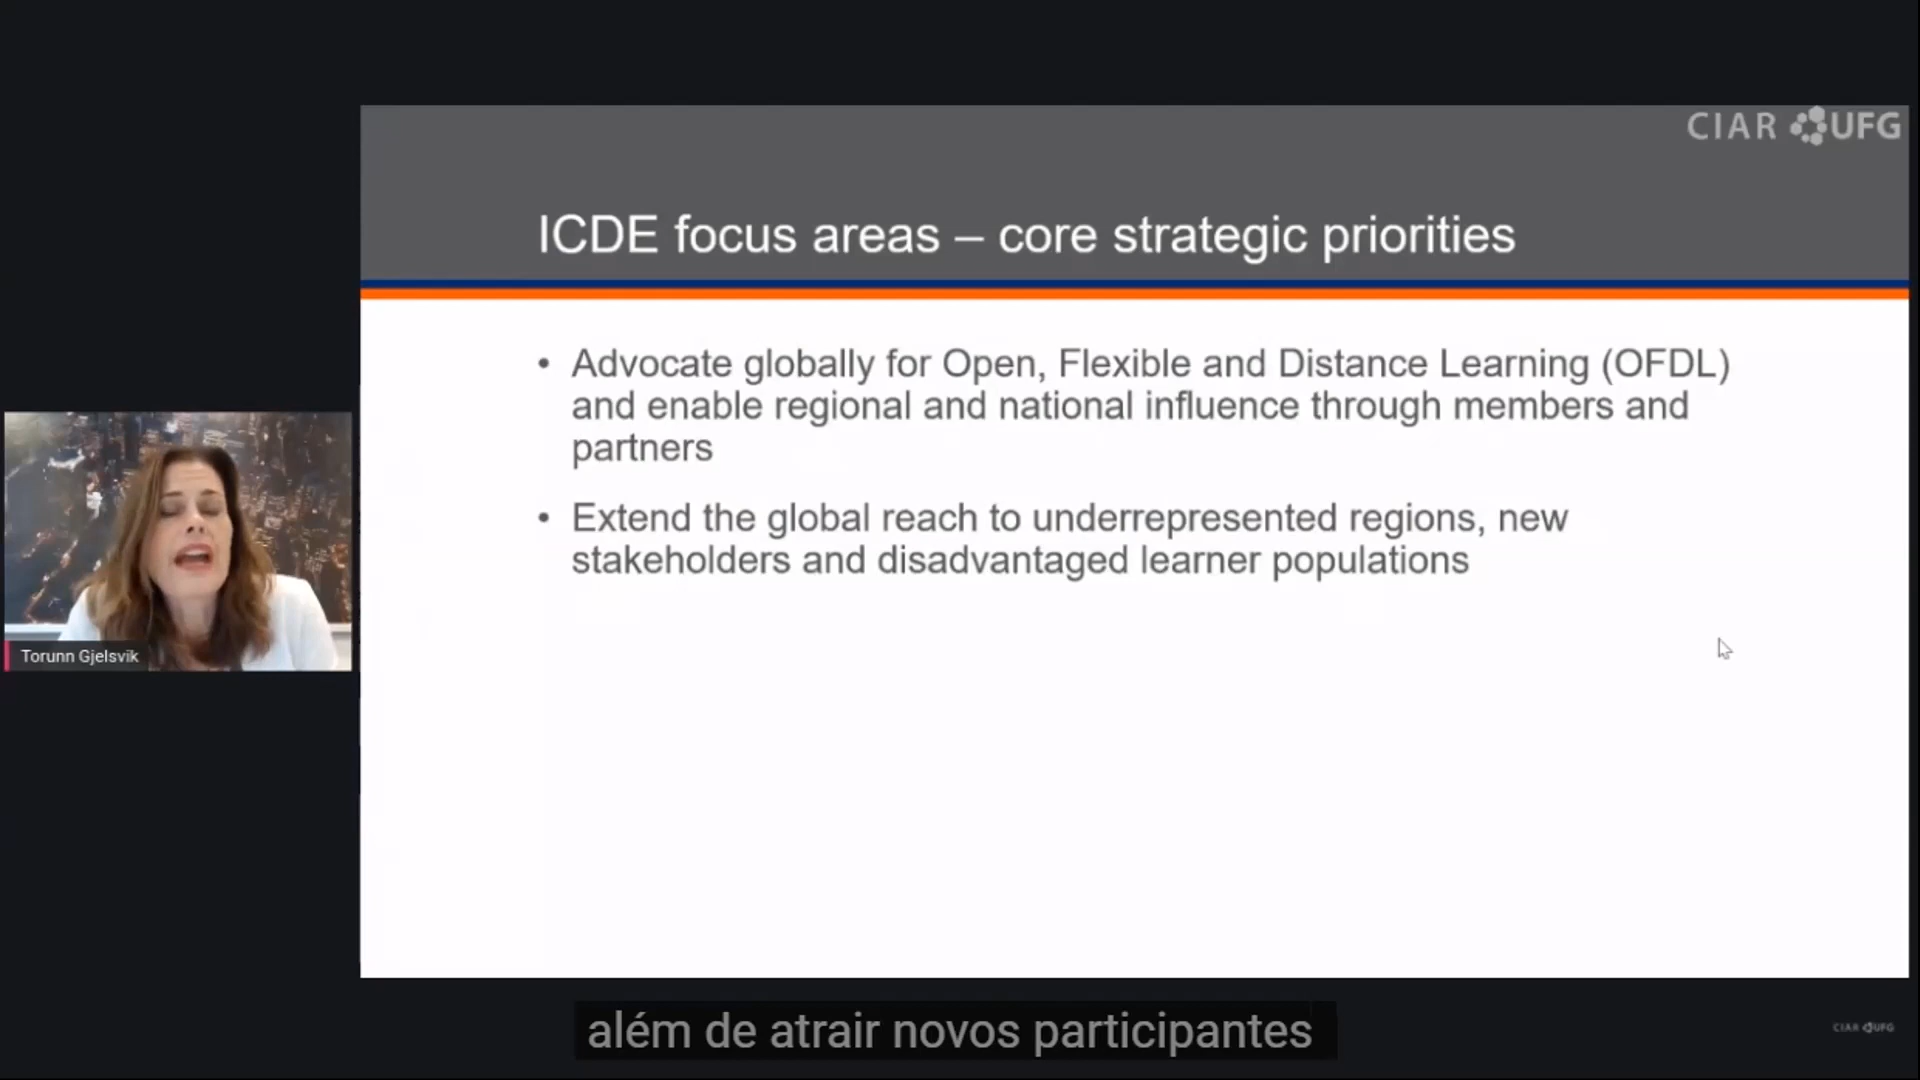 CIAR UFG
ICDE focus areas – core strategic priorities
• Advocate globally for Open, Flexible and Distance Learning (OFDL)
and enable regional and national influence through members and
partners
• Extend the global reach to underrepresented regions, new
stakeholders and disadvantaged learner populations
Torunn Gjelsvik
além de atrair novos participantes
CIAR UFG